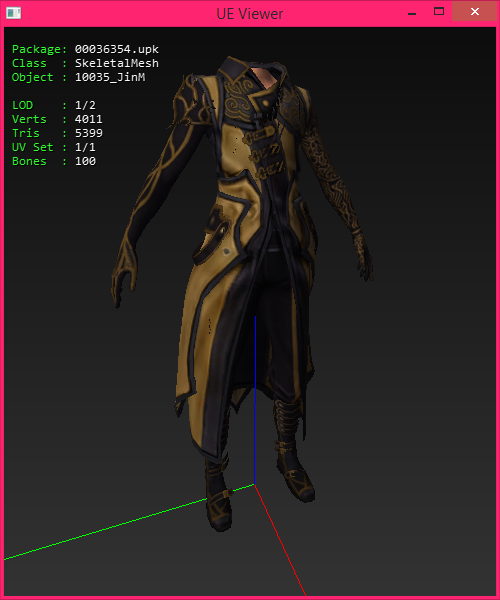 UE Viewer
Package: 00036354.upk
Class  : SkeletalMesh
Object : 10035_JinM
LOD    : 1/2
Verts  : 4011
Tris   : 5399
UV Set : 1/1
Bones  : 100